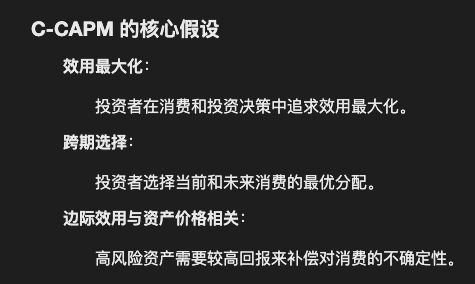 C-CAPM 的核心假设
效用最大化：
投资者在消费和投资决策中追求效用最大化。
跨期选择：
投资者选择当前和未来消费的最优分配。
边际效用与资产价格相关：
高风险资产需要较高回报来补偿对消费的不确定性。